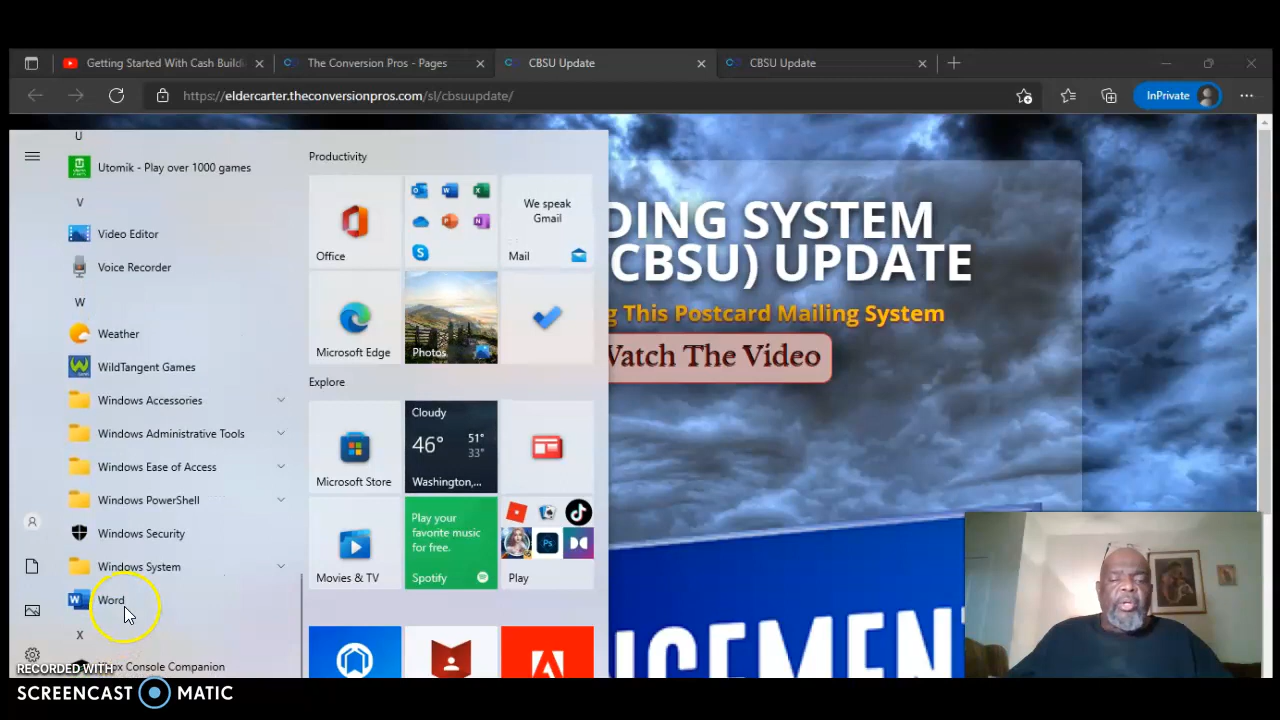 Getting Started With Cash Buildi
The Conversion Pros - Pages
CBSU Update
CBSU Update
https://eldercarter.theconversionpros.com/sl/cbsuupdate/
InPrivate
U
Utomik - Play over 1000 games
V
Video Editor
Voice Recorder
W
Weather
WildTangent Games
Windows Accessories
Windows Administrative Tools
Windows Ease of Access
Windows PowerShell
Windows Security
Windows System
Word
X
Console Companion
Productivity
Office
We speak
Gmail
Mail
Microsoft Edge
Photos
Explore
Microsoft Store
Cloudy
46° 51°
33°
Washington,...
Movies & TV
Play your
favorite music
for free.
Spotify
Ps
Play
DING SYSTEM
(CBSU) UPDATE
g This Postcard Mailing System
Watch The Video
CEMENT
RECORDED WITH
SCREENCAST MATIC